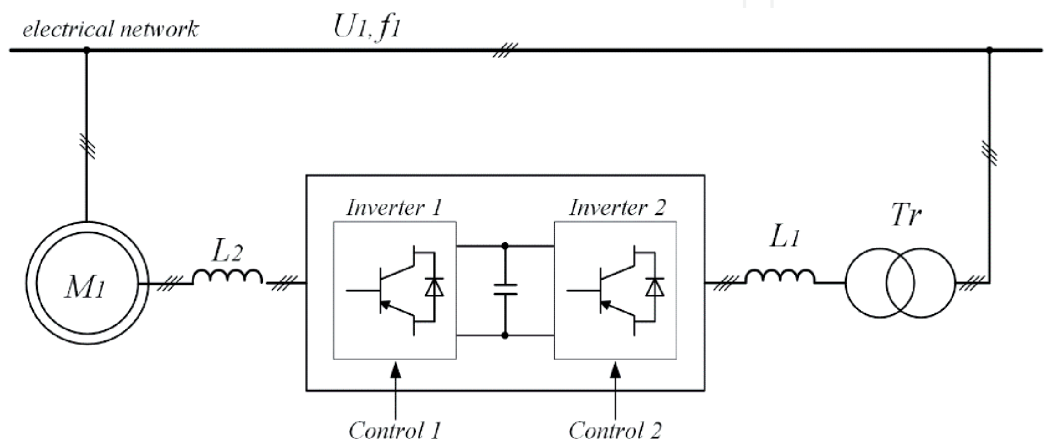 electrical network
U1, f1
Inverter 1
Inverter 2
Tr
L2
L1
M1
Control 1
Control 2